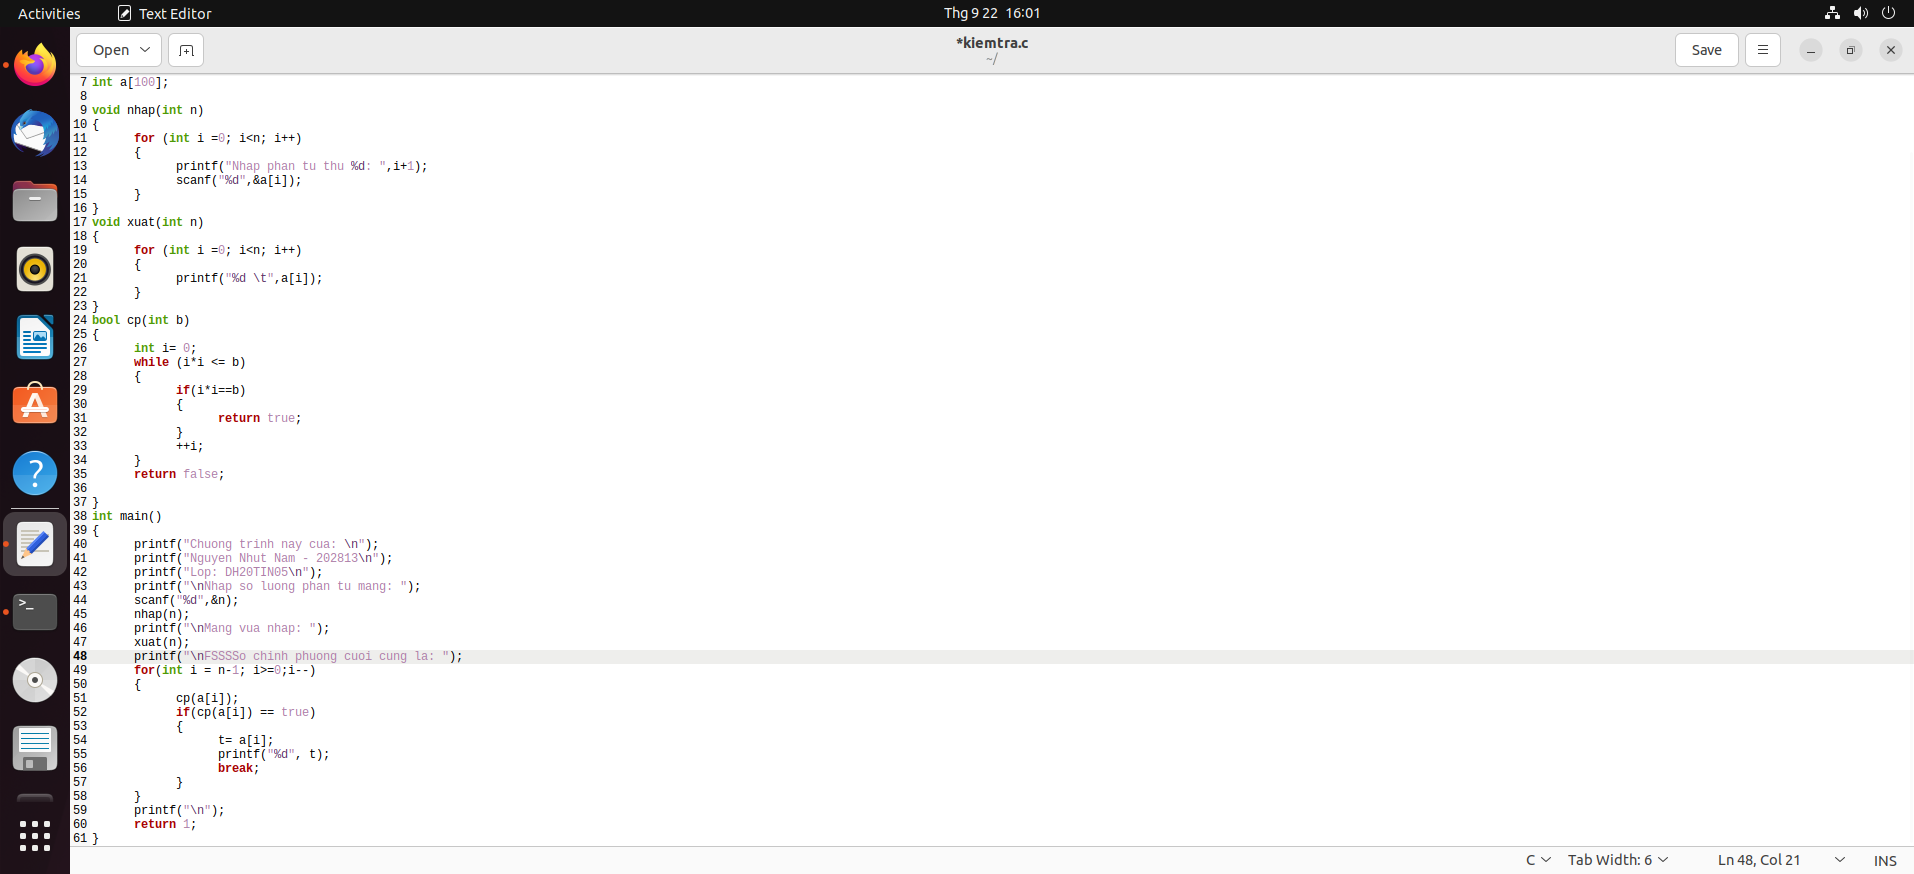 Activities Text Editor Thg 9 22 16:01
Open *kiemtra.c Save
~/
7 int a[100];
8
9 void nhap(int n)
10 {
11 for (int i =0; i<n; i++)
12 {
13 printf("Nhap phan tu thu %d: ",i+1);
14 scanf("%d",&a[i]);
15 }
16 }
17 void xuat(int n)
18 {
19 for (int i =0; i<n; i++)
20 {
21 printf("%d \t",a[i]);
22 }
23 }
24 bool cp(int b)
25 {
26 int i= 0;
27 while (i*i <= b)
28 {
29 if(i*i==b)
30 {
31 return true;
32 }
33 ++i;
34 }
35 return false;
36
37 }
38 int main()
39 {
40 printf("Chuong trinh nay cua: \n");
41 printf("Nguyen Nhut Nam - 202813\n");
42 printf("Lop: DH20TIN05\n");
43 printf("\nNhap so luong phan tu mang: ");
44 scanf("%d",&n);
45 nhap(n);
46 printf("\nMang vua nhap: ");
47 xuat(n);
48 printf("\nFSSSSo chinh phuong cuoi cung la: ");
49 for(int i = n-1; i>=0;i--)
50 {
51 cp(a[i]);
52 if(cp(a[i]) == true)
53 {
54 t= a[i];
55 printf("%d", t);
56 break;
57 }
58 }
59 printf("\n");
60 return 1;
61 }
C Tab Width: 6 Ln 48, Col 21 INS